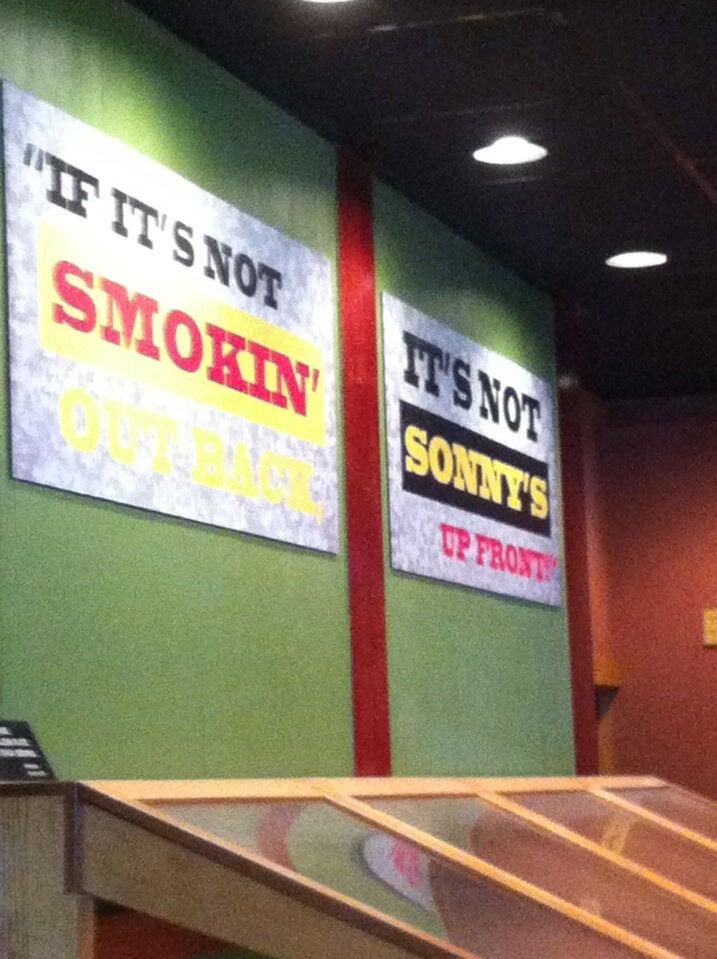 "IF IT'S NOT
SMOKIN'
OUT BACK,
IT'S NOT
SONNY'S
UP FRONT!"